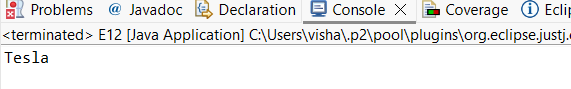 Problems @ Javadoc Declaration Console Coverage Eclip
<terminated> E12 [Java Application] C:\Users\visha\.p2\pool\plugins\org.eclipse.justj.
Tesla